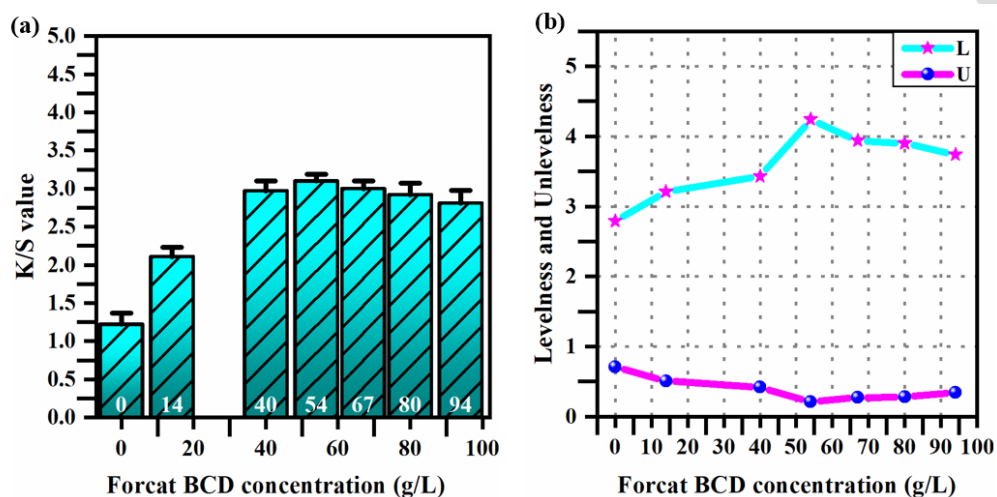 (a)
K/S value
5.0
4.5
4.0
3.5
3.0
2.5
2.0
1.5
1.0
0.5
0.0
0 14 40 54 67 80 94
0 20 40 60 80 100
Forcat BCD concentration (g/L)
(b)
Levelness and Unlevelness
L
U
5
4
3
2
1
0
0 10 20 30 40 50 60 70 80 90 100
Forcat BCD concentration (g/L)